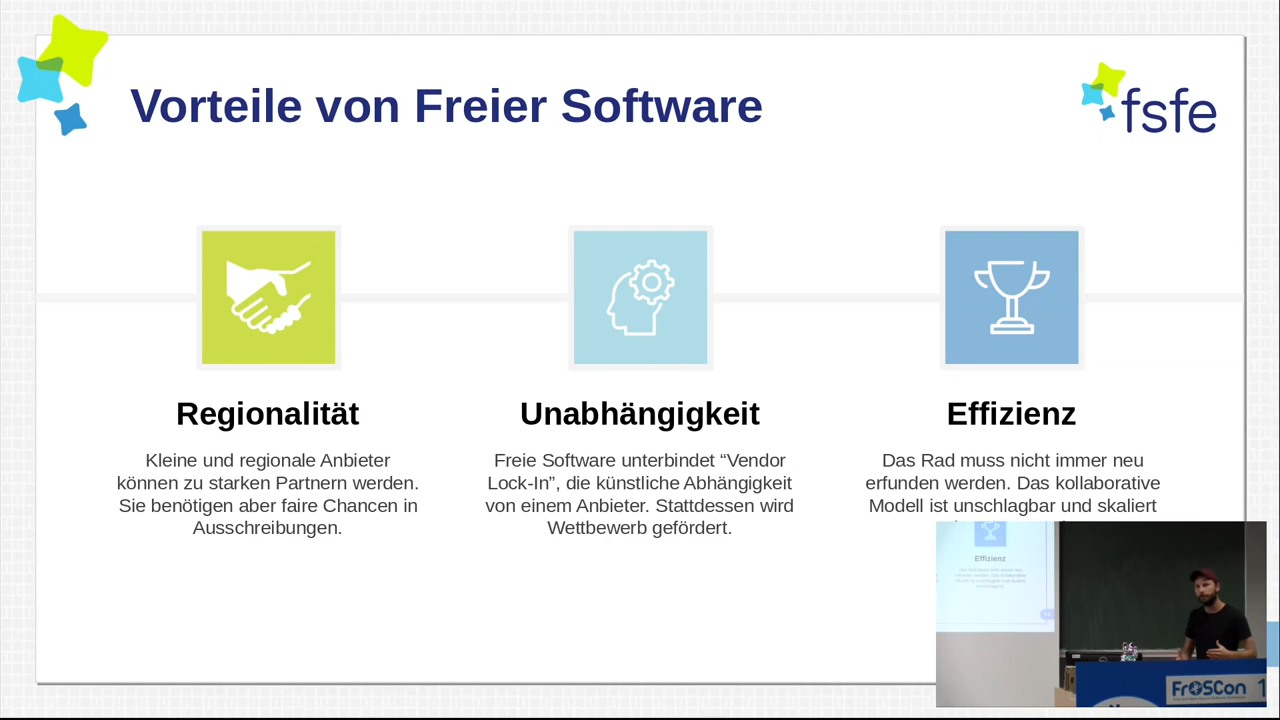 Vorteile von Freier Software
fsfe
Regionalität
Kleine und regionale Anbieter
können zu starken Partnern werden.
Sie benötigen aber faire Chancen in
Ausschreibungen.
Unabhängigkeit
Freie Software unterbindet “Vendor
Lock-In”, die künstliche Abhängigkeit
von einem Anbieter. Stattdessen wird
Wettbewerb gefördert.
Effizienz
Das Rad muss nicht immer neu
erfunden werden. Das kollaborative
Modell ist unschlagbar und skaliert
Effizienz
FrOSCon 1